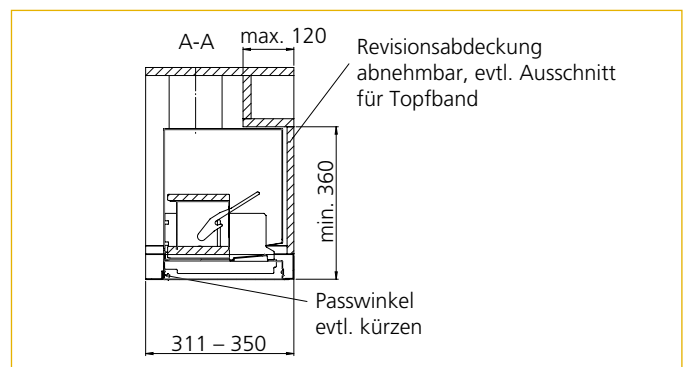 A-A
max. 120
Revisionsabdeckung
abnehmbar, evtl. Ausschnitt
für Topfband
min. 360
Passwinkel
evtl. kürzen
311 – 350